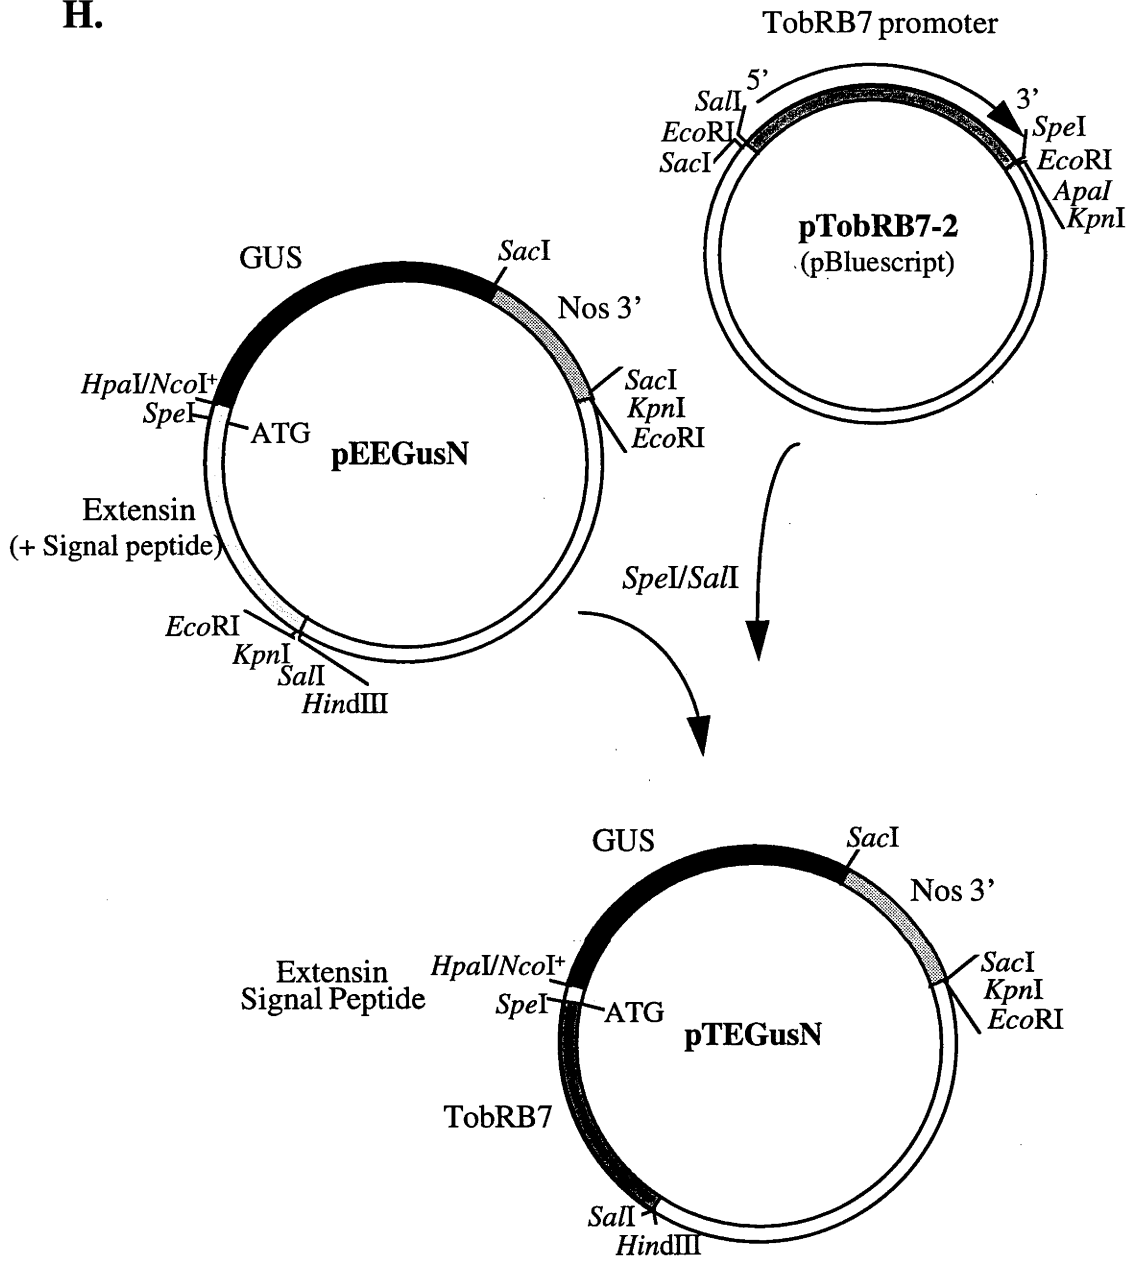 H.
TobRB7 promoter
5’
3’
SalI
EcoRI
SacI
SpeI
EcoRI
ApaI
KpnI
pTobRB7-2
(pBluescript)
GUS
SacI
Nos 3’
HpaI/NcoI+
SpeI
ATG
SacI
KpnI
EcoRI
pEEGusN
Extensin
(+ Signal peptide)
EcoRI
KpnI
SalI
HindIII
SpeI/SalI
GUS
SacI
Nos 3’
HpaI/NcoI+
Extensin
Signal Peptide
SpeI
ATG
SacI
KpnI
EcoRI
pTEGusN
TobRB7
SalI
HindIII